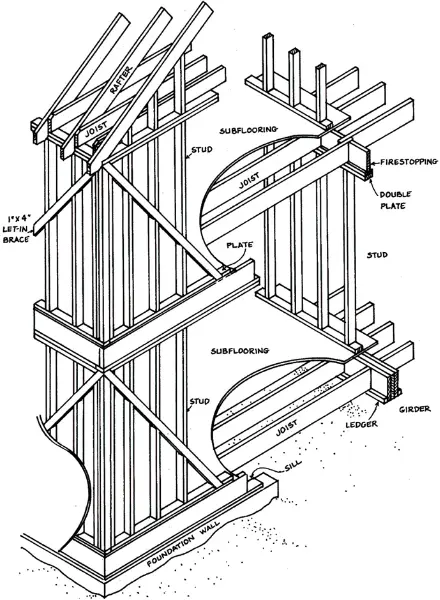 RAFTER
JOIST
SUBFLOORING
STUD
FIRESTOPPING
JOIST
DOUBLE
PLATE
1"X 4"
LET-IN
BRACE
PLATE
STUD
SUBFLOORING
STUD
LEDGER
GIRDER
JOIST
SILL
FOUNDATION WALL